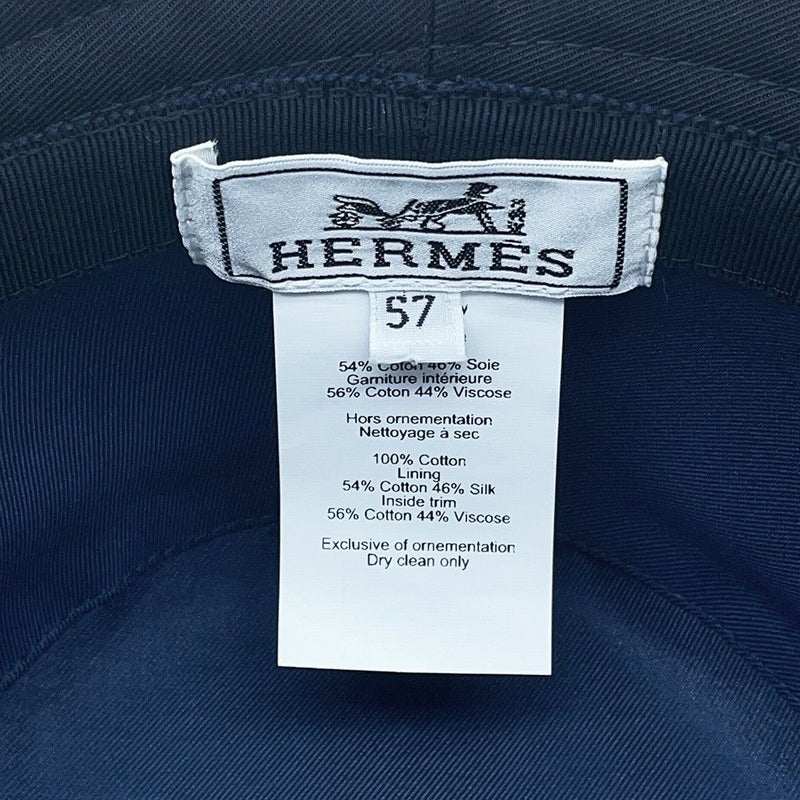 HERMÈS
57
54% Coton 46% Soie
Garniture intérieure
56% Coton 44% Viscose
Hors ornementation
Nettoyage à sec
100% Cotton
Lining
54% Cotton 46% Silk
Inside trim
56% Cotton 44% Viscose
Exclusive of ornementation
Dry clean only